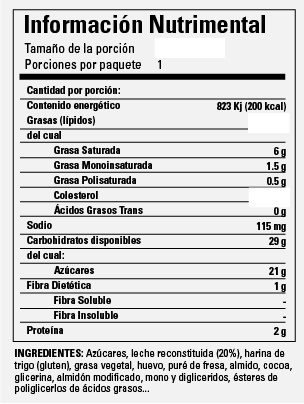 Información Nutrimental
Tamaño de la porción
Porciones por paquete 1
Cantidad por porción:
Contenido energético 823 Kj (200 kcal)
Grasas (lípidos)
del cual
Grasa Saturada 6 g
Grasa Monoinsaturada 1.5 g
Grasa Polisaturada 0.5 g
Colesterol
Ácidos Grasos Trans 0 g
Sodio 115 mg
Carbohidratos disponibles 29 g
del cual:
Azúcares 21 g
Fibra Dietética 1 g
Fibra Soluble -
Fibra Insoluble -
Proteína 2 g
INGREDIENTES: Azúcares, leche reconstituida (20%), harina de
trigo (gluten), grasa vegetal, huevo, puré de fresa, almido, cocoa,
glicerina, almidón modificado, mono y digliceridos, ésteres de
poliglicerlos de ácidos grasos...